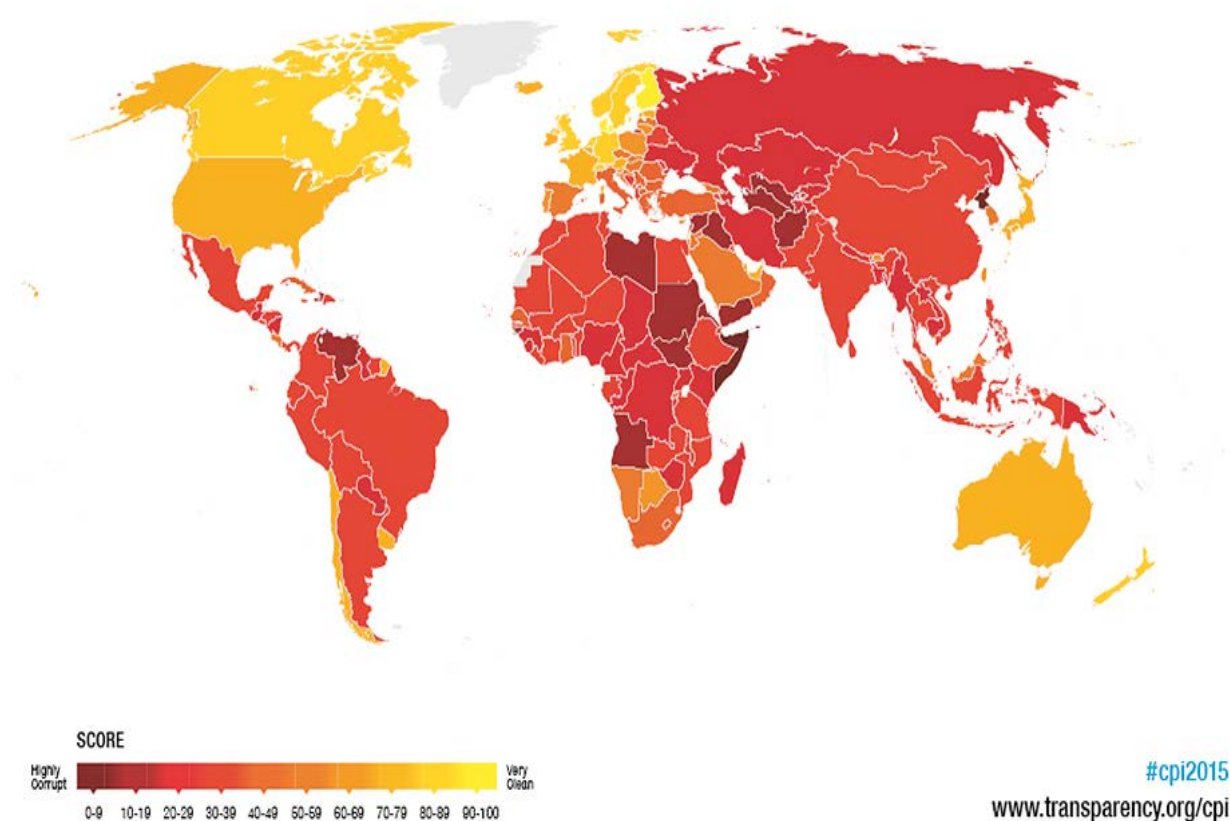 SCORE
Highly
Corrupt
Very
Clean
0-9 10-19 20-29 30-39 40-49 50-59 60-69 70-79 80-89 90-100
#cpi2015
www.transparency.org/cpi